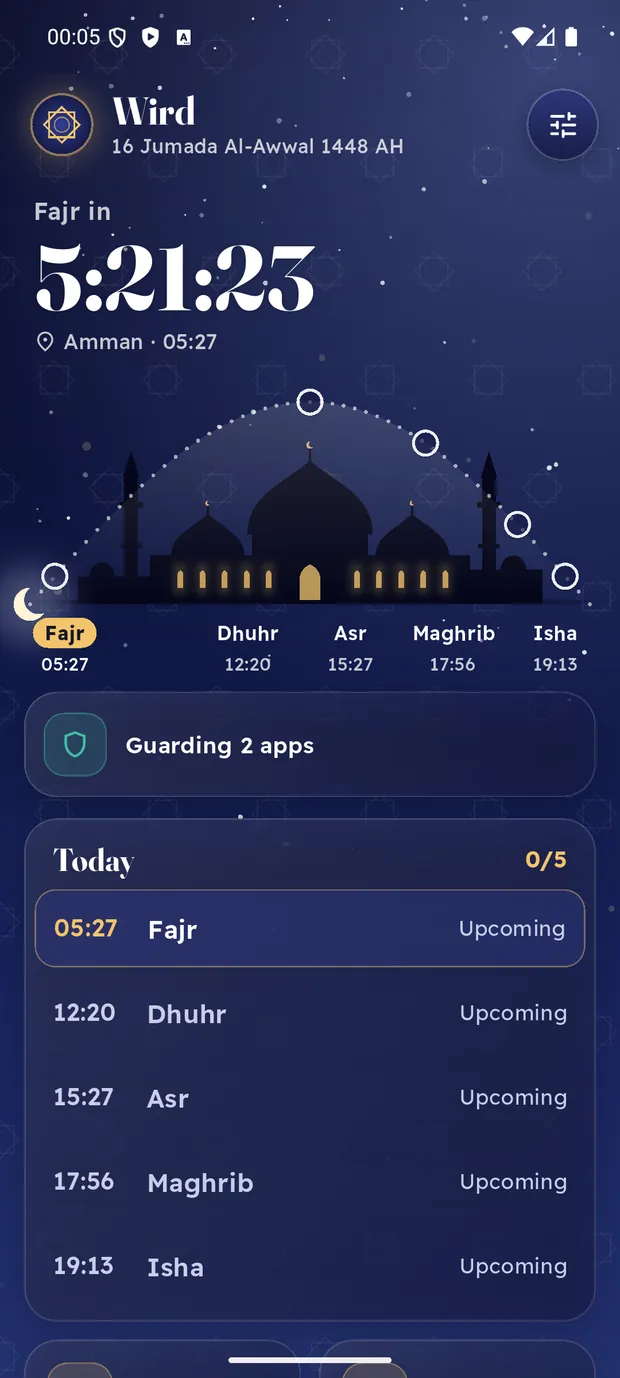 00:05
Wird
16 Jumada Al-Awwal 1448 AH
Fajr in
5:21:23
Amman · 05:27
Fajr Dhuhr Asr Maghrib Isha
05:27 12:20 15:27 17:56 19:13
Guarding 2 apps
Today 0/5
05:27 Fajr Upcoming
12:20 Dhuhr Upcoming
15:27 Asr Upcoming
17:56 Maghrib Upcoming
19:13 Isha Upcoming